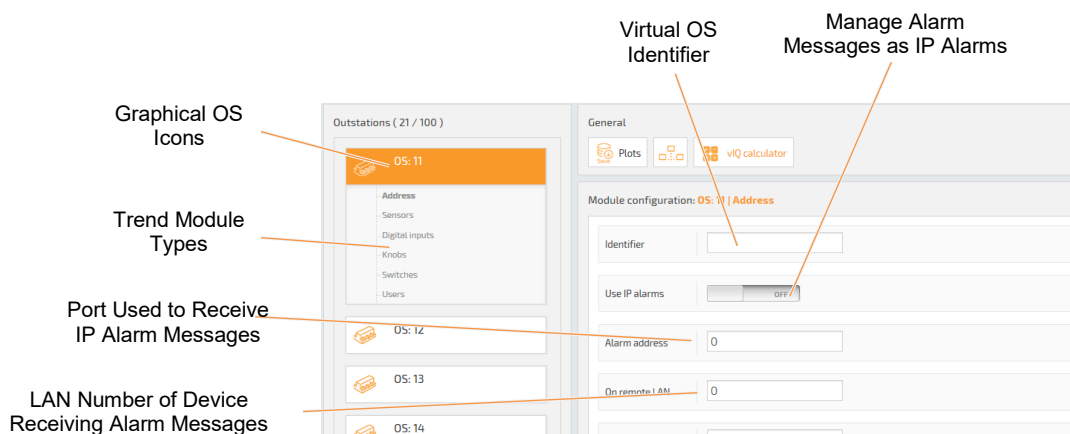 Virtual OS
Identifier
Manage Alarm
Messages as IP Alarms
Graphical OS
Icons
Trend Module
Types
Port Used to Receive
IP Alarm Messages
LAN Number of Device
Receiving Alarm Messages
Outstations ( 21 / 100 )
OS: 11
Address
Sensors
Digital inputs
Knobs
Switches
Users
OS: 12
OS: 13
OS: 14
General
Save
Plots
vIQ calculator
Module configuration: OS: 11 | Address
Identifier
Use IP alarms
OFF
Alarm address
0
On remote LAN
0